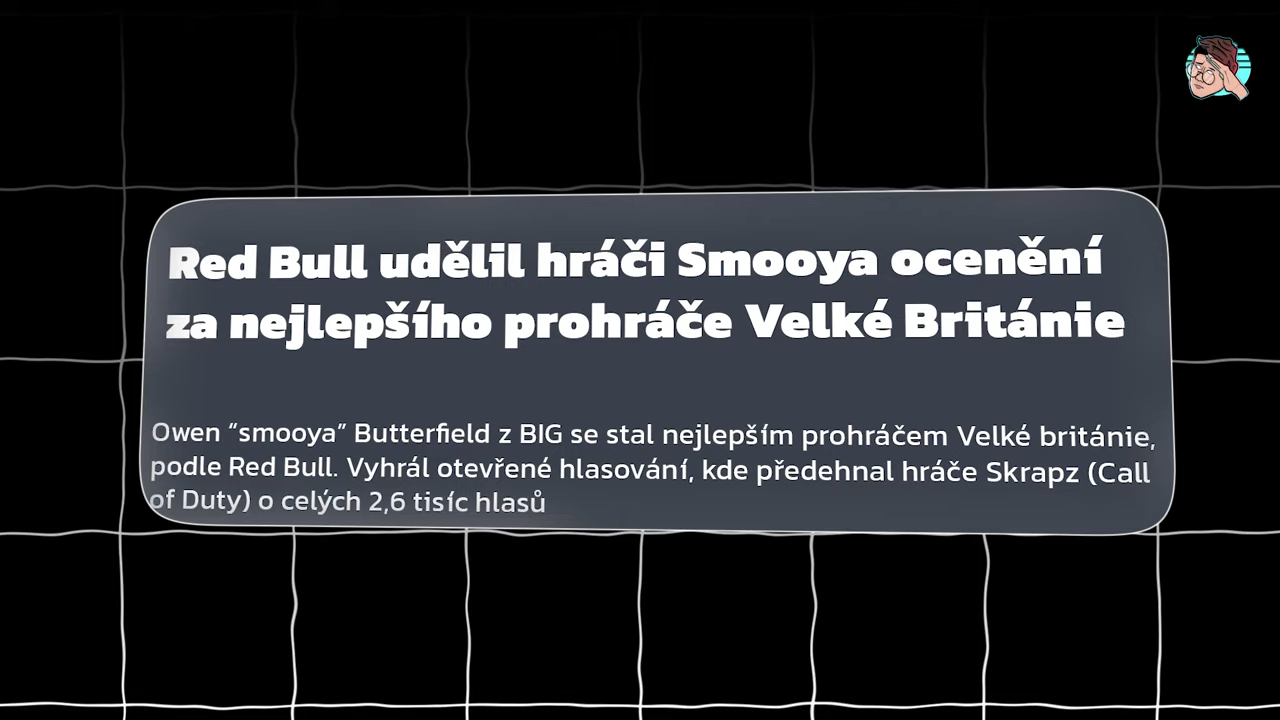 Red Bull udělil hráči Smooya ocenění
za nejlepšího prohráče Velké Británie
Owen “smooya” Butterfield z BIG se stal nejlepším prohráčem Velké británie,
podle Red Bull. Vyhrál otevřené hlasování, kde předehnal hráče Skrapz (Call
of Duty) o celých 2,6 tisíc hlasů